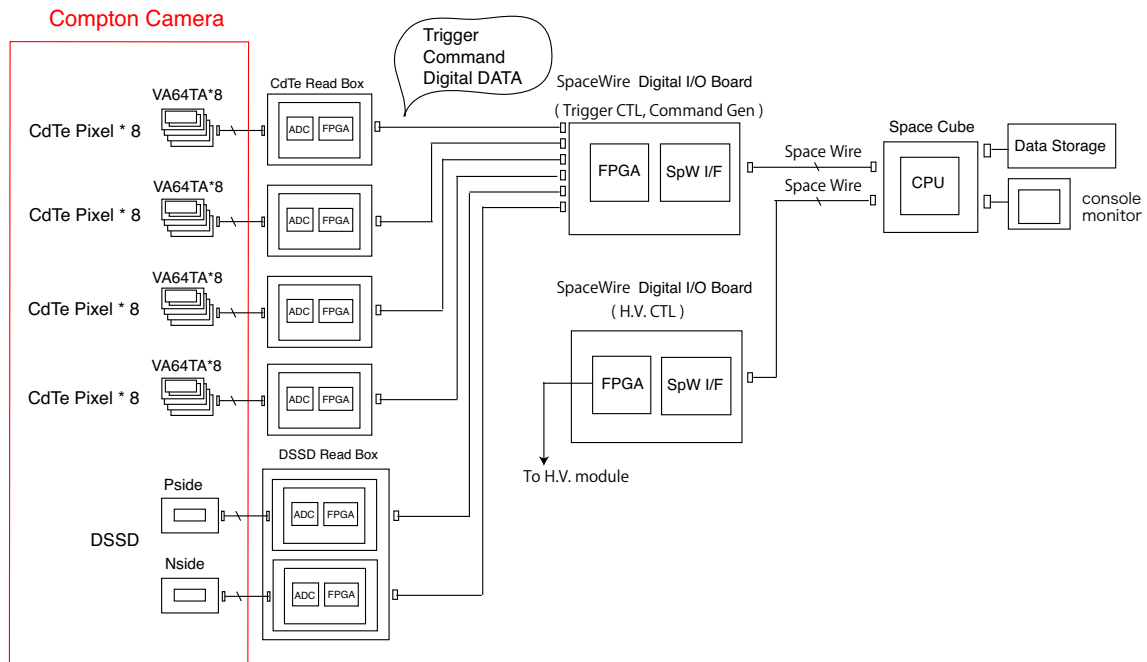 Compton Camera
Trigger
Command
Digital DATA
VA64TA*8
CdTe Read Box
SpaceWire Digital I/O Board
( Trigger CTL, Command Gen )
CdTe Pixel * 8
ADC
FPGA
FPGA
SpW I/F
Space Wire
Space Wire
Space Cube
CPU
Data Storage
console
monitor
VA64TA*8
CdTe Pixel * 8
ADC
FPGA
VA64TA*8
CdTe Pixel * 8
ADC
FPGA
SpaceWire Digital I/O Board
( H.V. CTL )
FPGA
SpW I/F
To H.V. module
VA64TA*8
CdTe Pixel * 8
ADC
FPGA
DSSD Read Box
Pside
ADC
FPGA
DSSD
Nside
ADC
FPGA